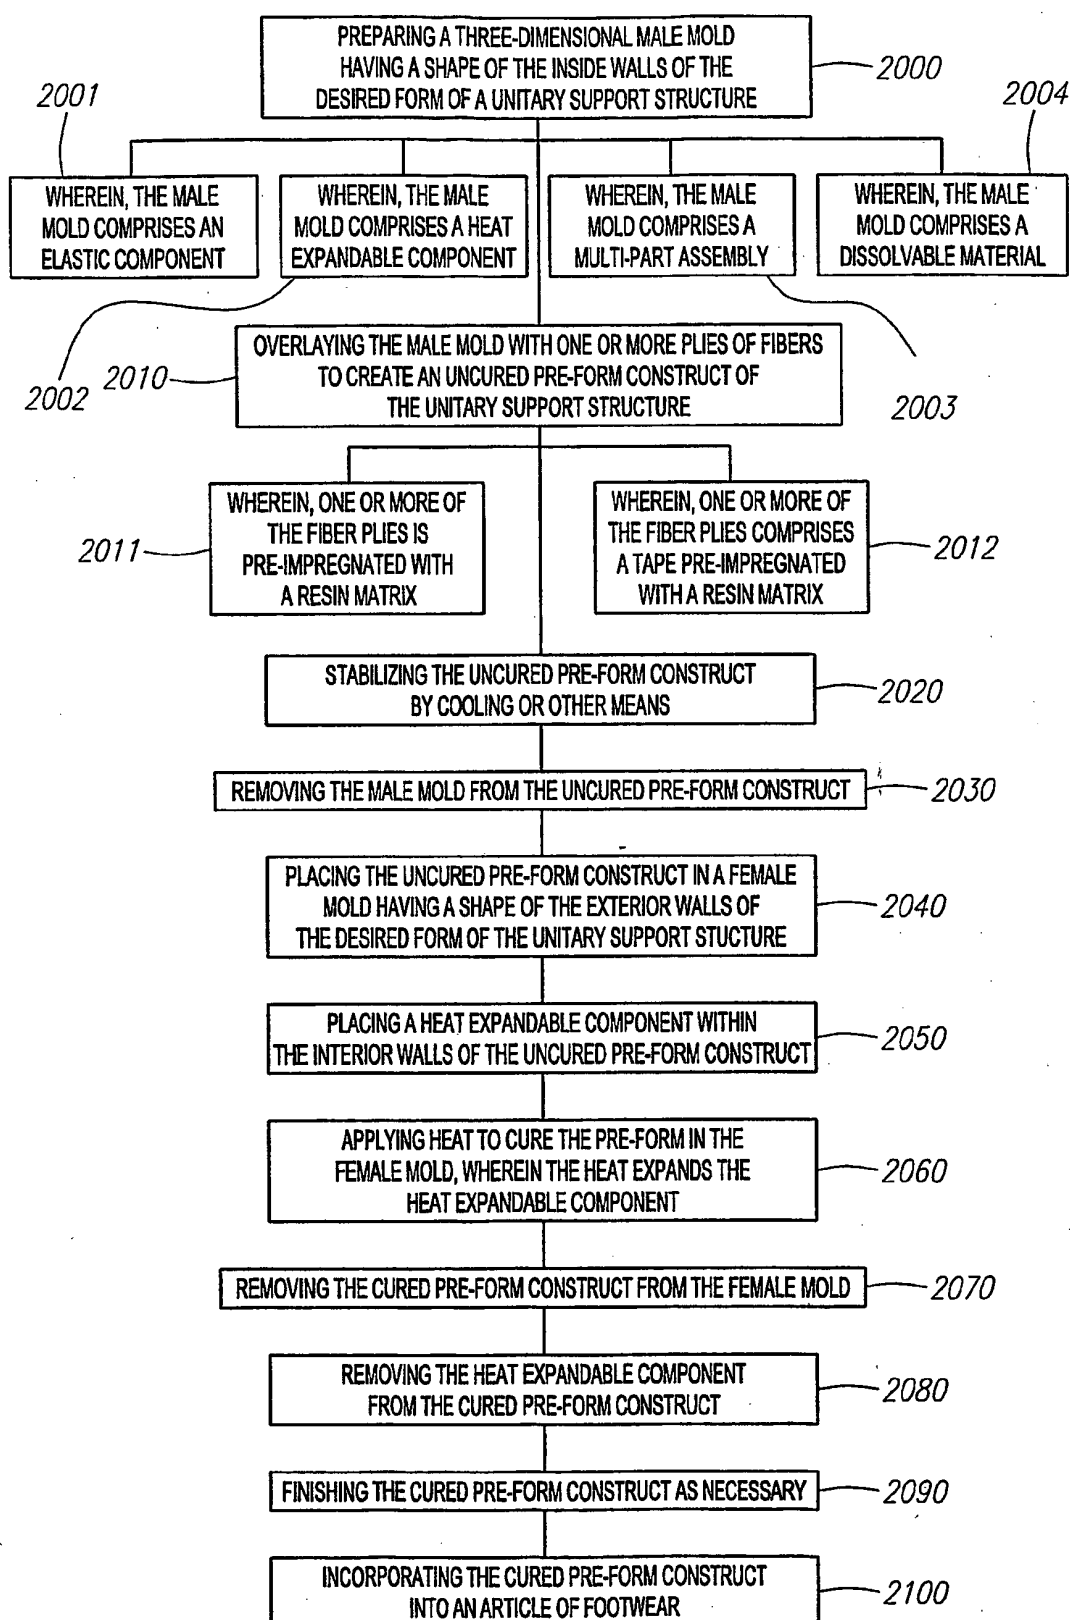 PREPARING A THREE-DIMENSIONAL MALE MOLD
HAVING A SHAPE OF THE INSIDE WALLS OF THE
DESIRED FORM OF A UNITARY SUPPORT STRUCTURE
2000
2001
2004
WHEREIN, THE MALE
MOLD COMPRISES AN
ELASTIC COMPONENT
WHEREIN, THE MALE
MOLD COMPRISES A HEAT
EXPANDABLE COMPONENT
WHEREIN, THE MALE
MOLD COMPRISES A
MULTI-PART ASSEMBLY
WHEREIN, THE MALE
MOLD COMPRISES A
DISSOLVABLE MATERIAL
2002
2003
OVERLAYING THE MALE MOLD WITH ONE OR MORE PLIES OF FIBERS
TO CREATE AN UNCURED PRE-FORM CONSTRUCT OF
THE UNITARY SUPPORT STRUCTURE
2010
WHEREIN, ONE OR MORE OF
THE FIBER PLIES IS
PRE-IMPREGNATED WITH
A RESIN MATRIX
2011
WHEREIN, ONE OR MORE OF
THE FIBER PLIES COMPRISES
A TAPE PRE-IMPREGNATED
WITH A RESIN MATRIX
2012
STABILIZING THE UNCURED PRE-FORM CONSTRUCT
BY COOLING OR OTHER MEANS
2020
REMOVING THE MALE MOLD FROM THE UNCURED PRE-FORM CONSTRUCT
2030
PLACING THE UNCURED PRE-FORM CONSTRUCT IN A FEMALE
MOLD HAVING A SHAPE OF THE EXTERIOR WALLS OF
THE DESIRED FORM OF THE UNITARY SUPPORT STUCTURE
2040
PLACING A HEAT EXPANDABLE COMPONENT WITHIN
THE INTERIOR WALLS OF THE UNCURED PRE-FORM CONSTRUCT
2050
APPLYING HEAT TO CURE THE PRE-FORM IN THE
FEMALE MOLD, WHEREIN THE HEAT EXPANDS THE
HEAT EXPANDABLE COMPONENT
2060
REMOVING THE CURED PRE-FORM CONSTRUCT FROM THE FEMALE MOLD
2070
REMOVING THE HEAT EXPANDABLE COMPONENT
FROM THE CURED PRE-FORM CONSTRUCT
2080
FINISHING THE CURED PRE-FORM CONSTRUCT AS NECESSARY
2090
INCORPORATING THE CURED PRE-FORM CONSTRUCT
INTO AN ARTICLE OF FOOTWEAR
2100